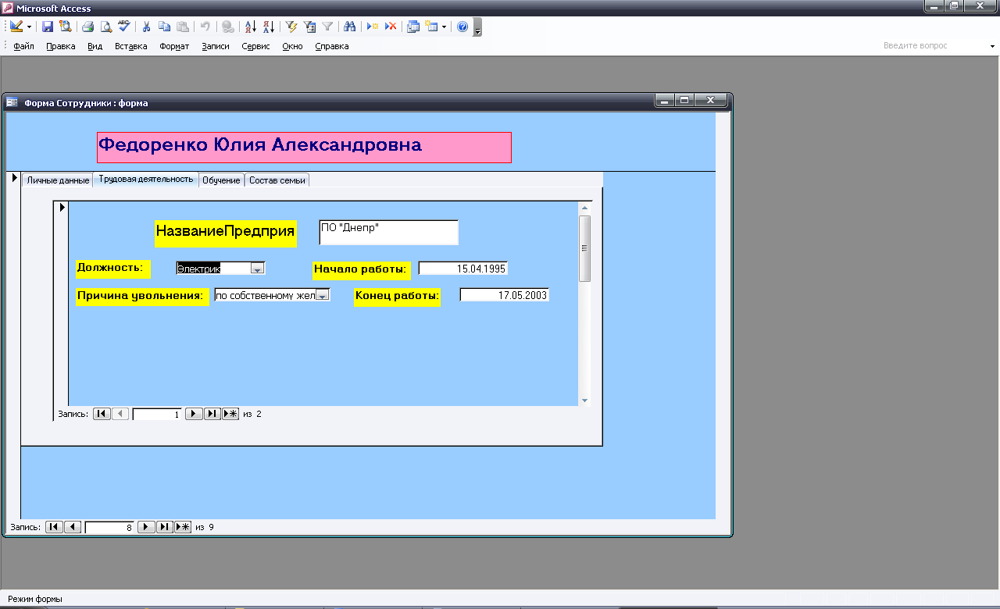 Microsoft Access
Файл Правка Вид Вставка Формат Записи Сервис Окно Справка Введите вопрос
Форма Сотрудники : форма
Федоренко Юлия Александровна
Личные данные Трудовая деятельность Обучение Состав семьи
НазваниеПредприя ПО "Днепр"
Должность: Электрик Начало работы: 15.04.1995
Причина увольнения: по собственному жел Конец работы: 17.05.2003
Запись: 1 из 2
Запись: 8 из 9
Режим формы